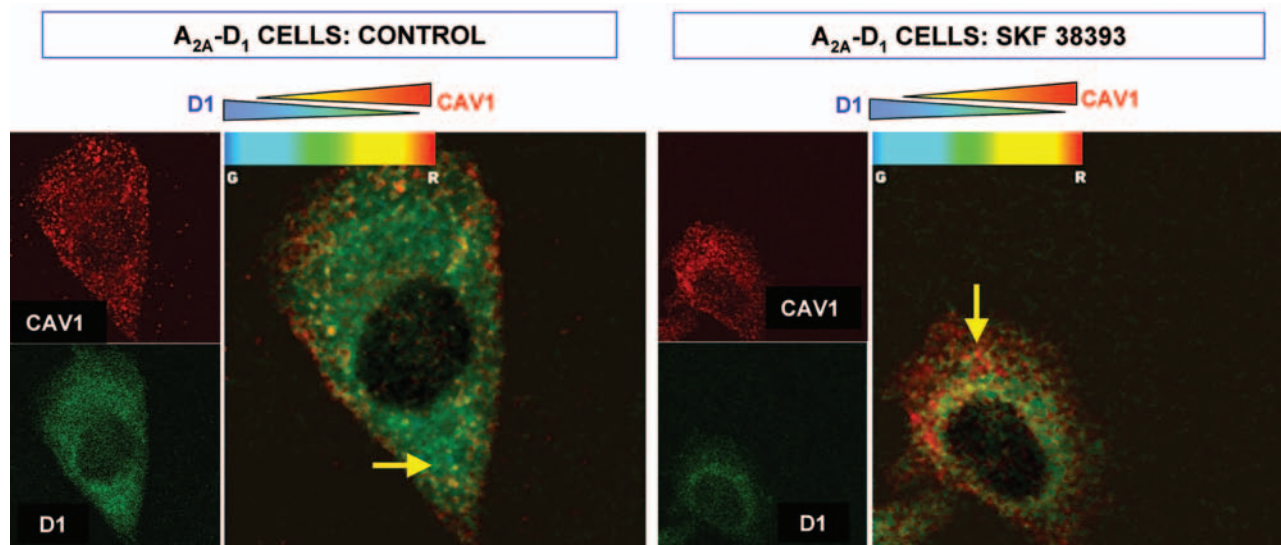 A2A-D1 CELLS: CONTROL
D1
CAV1
G
R
CAV1
D1
A2A-D1 CELLS: SKF 38393
D1
CAV1
G
R
CAV1
D1